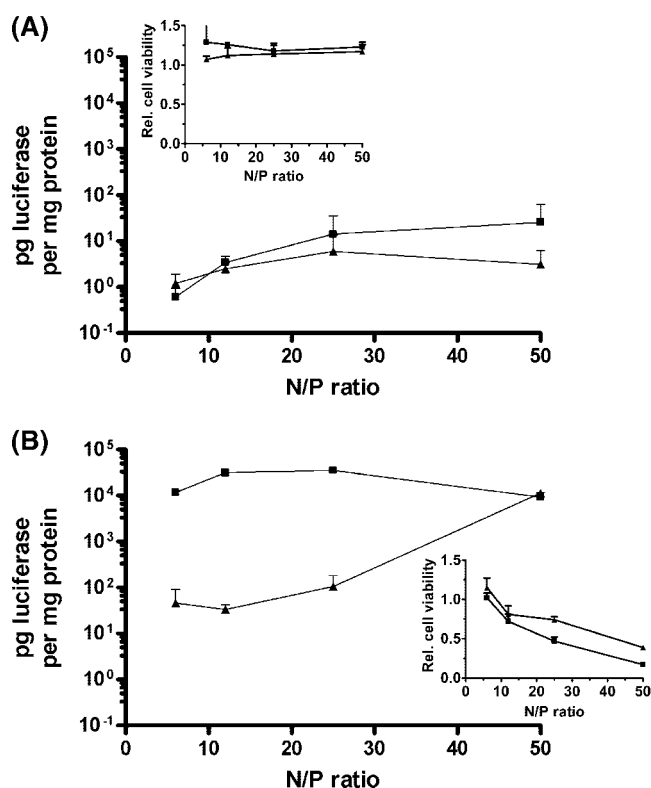 (A)
10^5
10^4
10^3
10^2
10^1
10^0
10^-1
pg luciferase
per mg protein
0 10 20 30 40 50
N/P ratio
1.5
1.0
0.5
0.0
Rel. cell viability
0 10 20 30 40 50
N/P ratio
(B)
10^5
10^4
10^3
10^2
10^1
10^0
10^-1
pg luciferase
per mg protein
0 10 20 30 40 50
N/P ratio
1.5
1.0
0.5
0.0
Rel. cell viability
0 10 20 30 40 50
N/P ratio